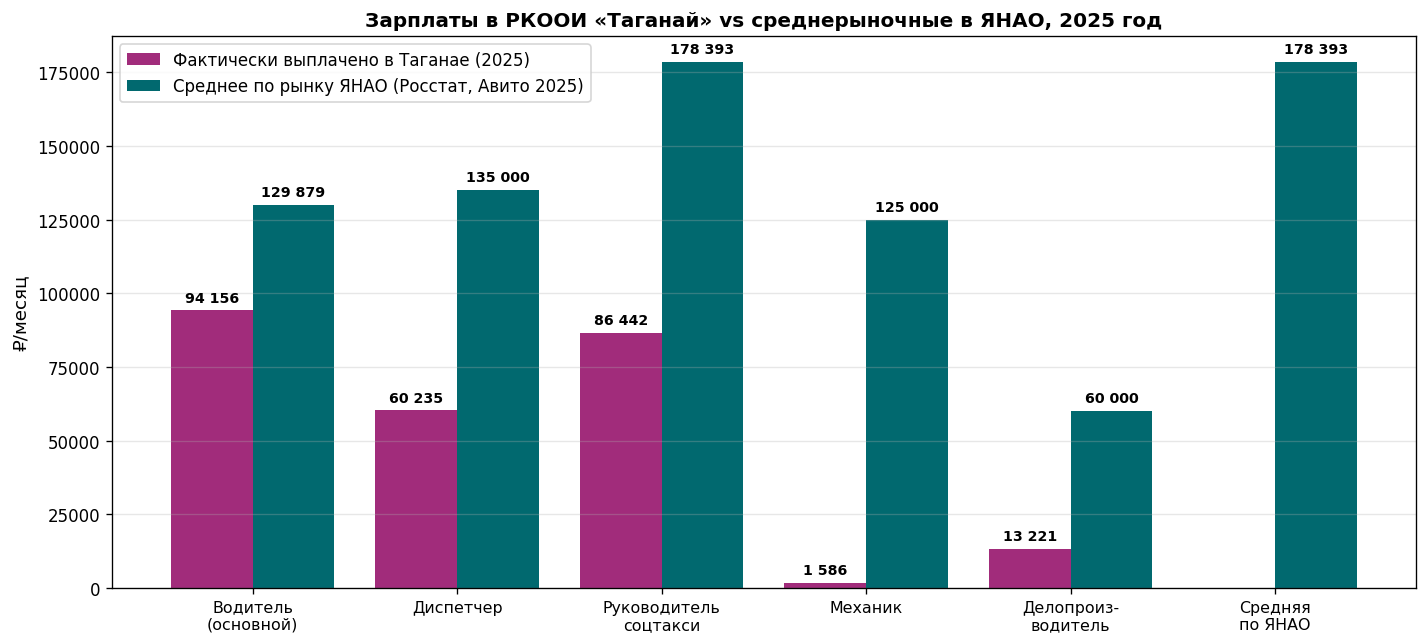 Зарплаты в РКООИ «Таганай» vs среднерыночные в ЯНАО, 2025 год
Фактически выплачено в Таганае (2025)
Среднее по рынку ЯНАО (Росстат, Авито 2025)
₽/месяц
175000
150000
125000
100000
75000
50000
25000
0
94 156
129 879
60 235
135 000
86 442
178 393
1 586
125 000
13 221
60 000
178 393
Водитель
(основной)
Диспетчер
Руководитель
соцтакси
Механик
Делопроиз-
водитель
Средняя
по ЯНАО